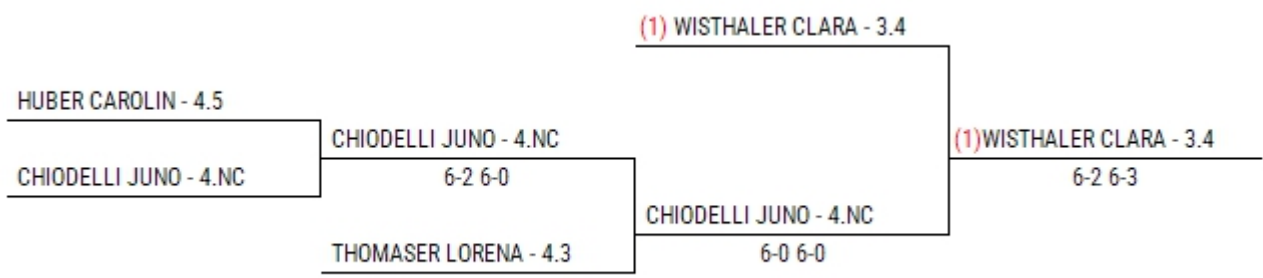 (1) WISTHALER CLARA - 3.4
HUBER CAROLIN - 4.5
CHIODELLI JUNO - 4.NC
(1)WISTHALER CLARA - 3.4
CHIODELLI JUNO - 4.NC
6-2 6-0
6-2 6-3
CHIODELLI JUNO - 4.NC
THOMASER LORENA - 4.3
6-0 6-0